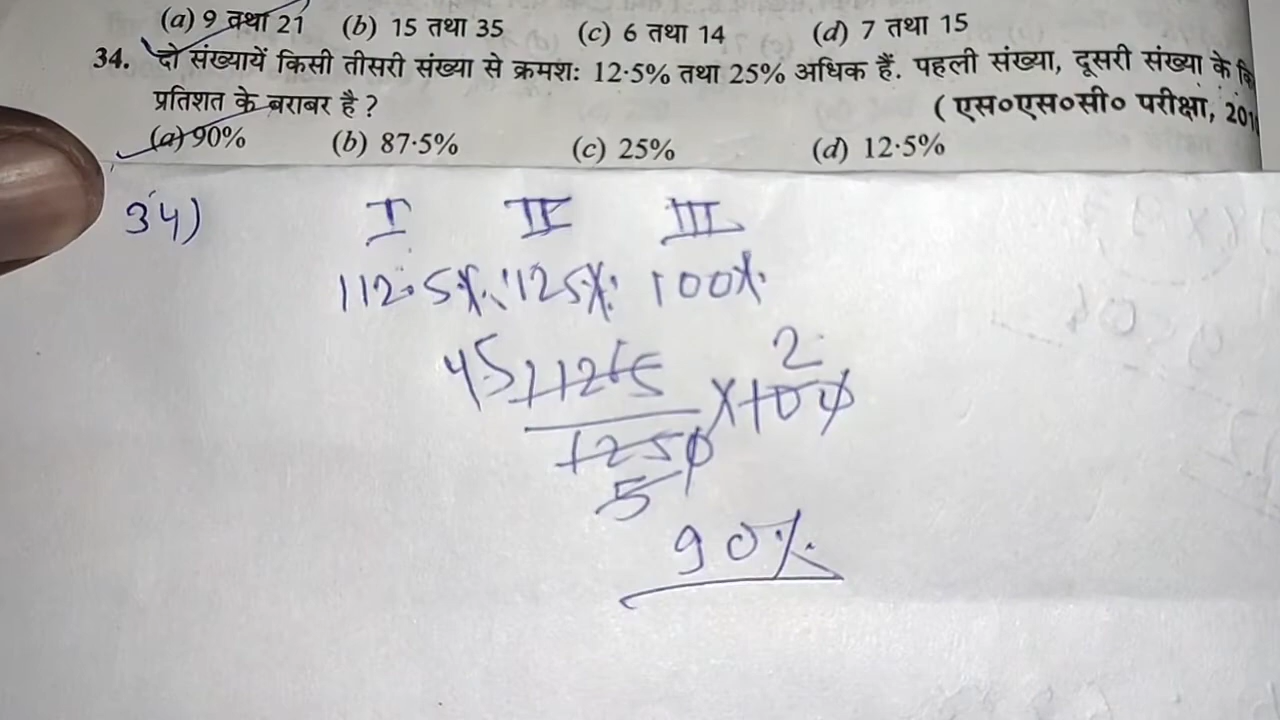 (a) 9 तथा 21 (b) 15 तथा 35 (c) 6 तथा 14 (d) 7 तथा 15
34. दो संख्यायें किसी तीसरी संख्या से क्रमशः 12·5% तथा 25% अधिक हैं. पहली संख्या, दूसरी संख्या के
प्रतिशत के बराबर है ? (एस०एस०सी० परीक्षा, 201
(a) 90% (b) 87·5% (c) 25% (d) 12·5%
34) I II III
112.5% 125% 100%
2
45 1125 × 100
1250
5
90%